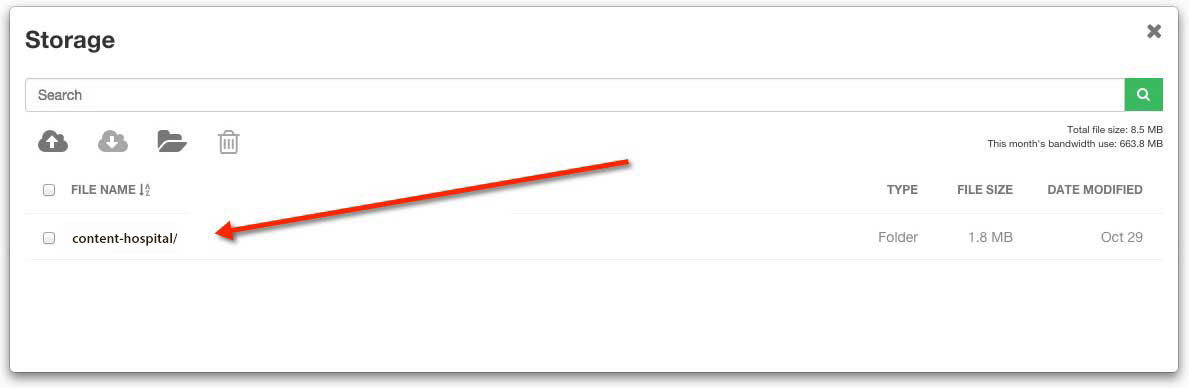 Storage
Search
Total file size: 8.5 MB
This month's bandwidth use: 663.8 MB
FILE NAME TYPE FILE SIZE DATE MODIFIED
content-hospital/ Folder 1.8 MB Oct 29